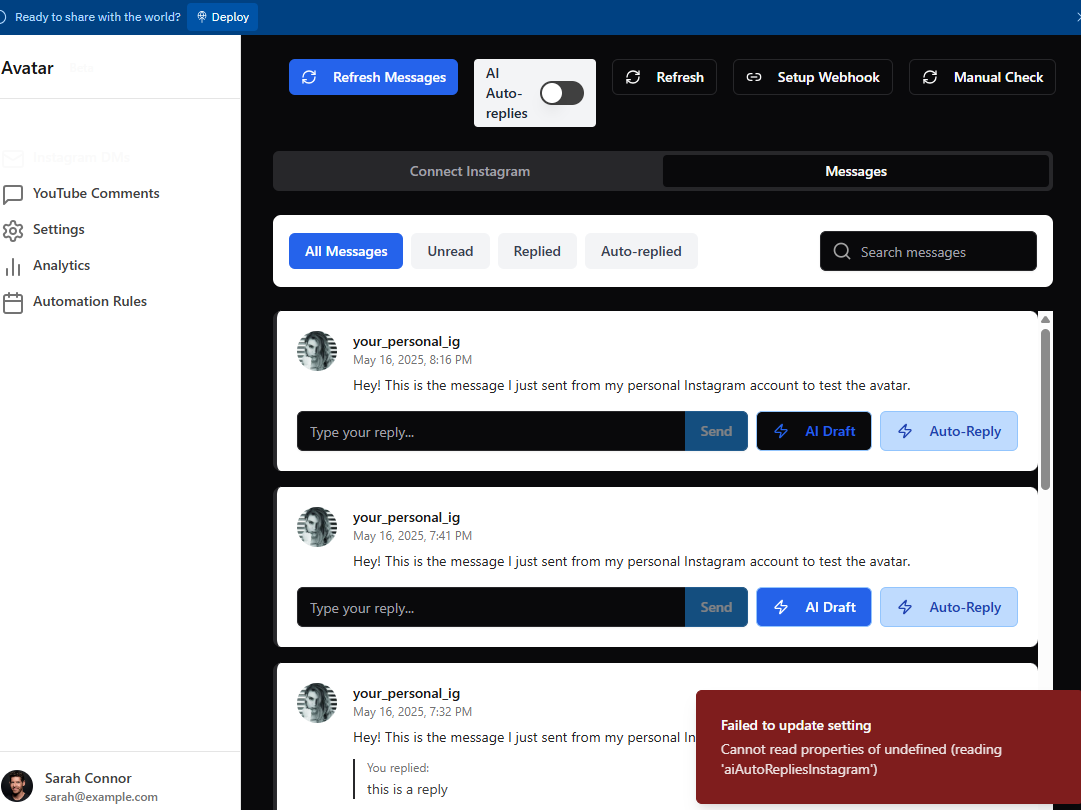 Ready to share with the world? Deploy
Avatar Beta
Refresh Messages
AI
Auto-
replies
Refresh
Setup Webhook
Manual Check
Instagram DMs
YouTube Comments
Settings
Analytics
Automation Rules
Connect Instagram
Messages
All Messages
Unread
Replied
Auto-replied
Search messages
your_personal_ig
May 16, 2025, 8:16 PM
Hey! This is the message I just sent from my personal Instagram account to test the avatar.
Type your reply...
Send
AI Draft
Auto-Reply
your_personal_ig
May 16, 2025, 7:41 PM
Hey! This is the message I just sent from my personal Instagram account to test the avatar.
Type your reply...
Send
AI Draft
Auto-Reply
your_personal_ig
May 16, 2025, 7:32 PM
Hey! This is the message I just sent from my personal In
You replied:
this is a reply
Failed to update setting
Cannot read properties of undefined (reading
'aiAutoRepliesInstagram')
Sarah Connor
sarah@example.com